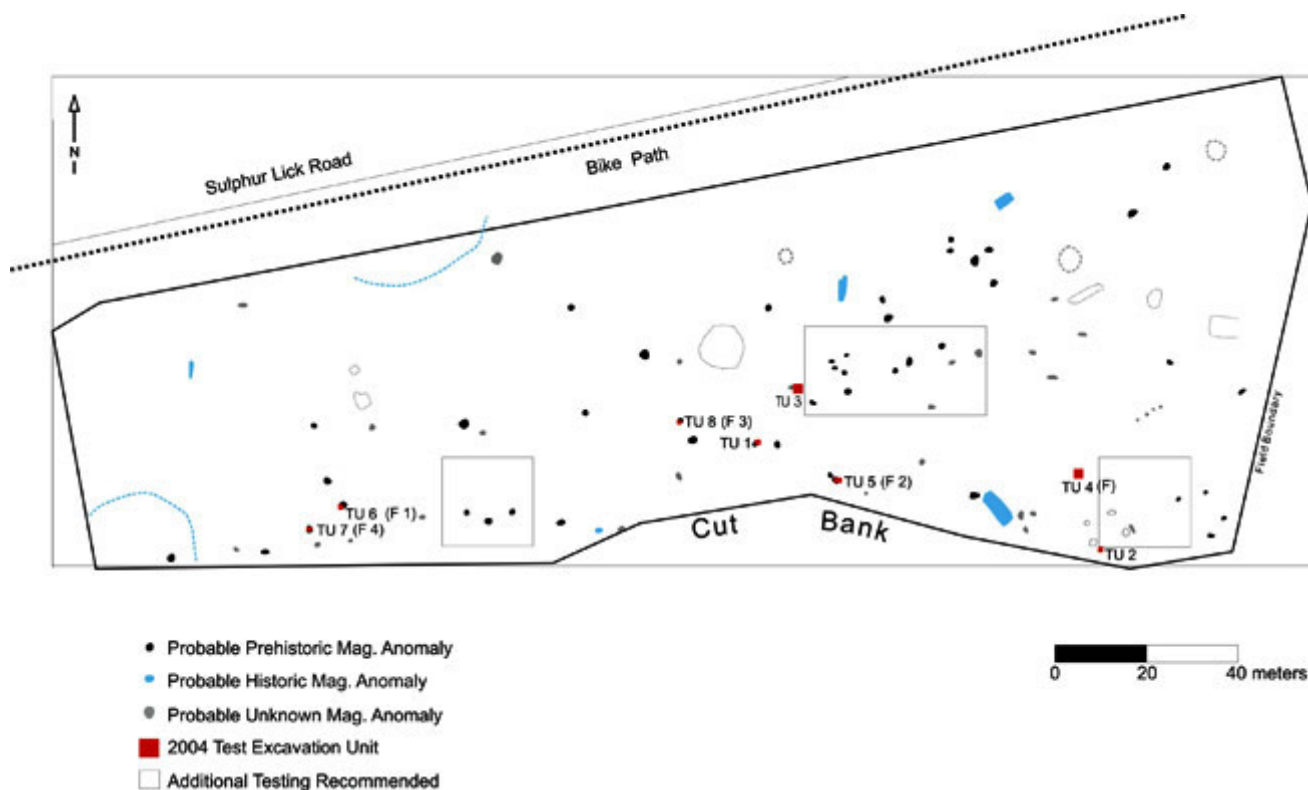 N
Sulphur Lick Road
Bike Path
TU 3
TU 8 (F 3)
TU 1
TU 5 (F 2)
TU 4 (F)
TU 6 (F 1)
TU 7 (F 4)
TU 2
Cut Bank
Field Boundary
Probable Prehistoric Mag. Anomaly
Probable Historic Mag. Anomaly
Probable Unknown Mag. Anomaly
2004 Test Excavation Unit
Additional Testing Recommended
0 20 40 meters